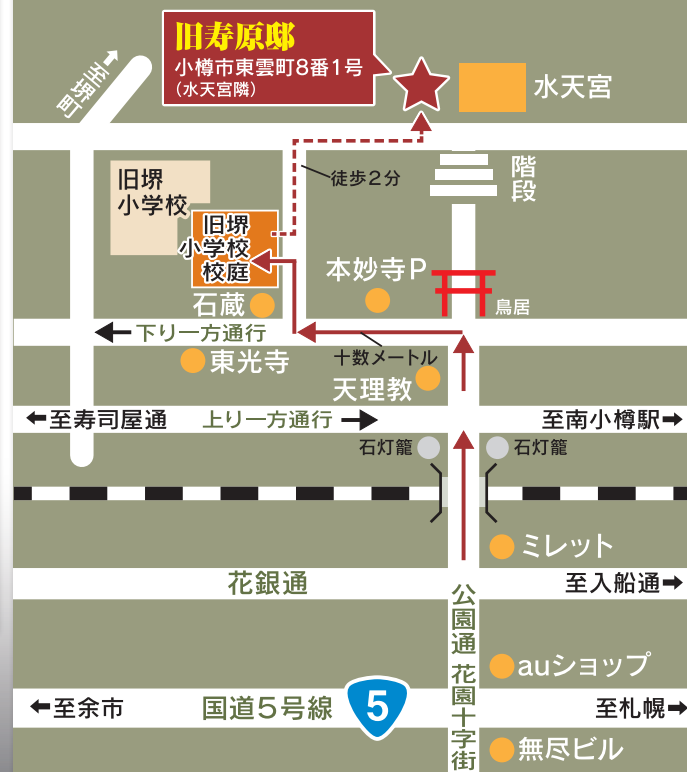 旧寿原邸
小樽市東雲町8番1号
（水天宮隣）
水天宮
至堺町
階段
徒歩2分
旧堺
小学校
旧堺
小学校
校庭
本妙寺P
鳥居
石蔵
下り一方通行
東光寺
十数メートル
天理教
至寿司屋通
上り一方通行
至南小樽駅
石灯籠
石灯籠
ミレット
花銀通
至入船通
公園通 花園十字街
auショップ
至余市
国道5号線
5
至札幌
無尽ビル